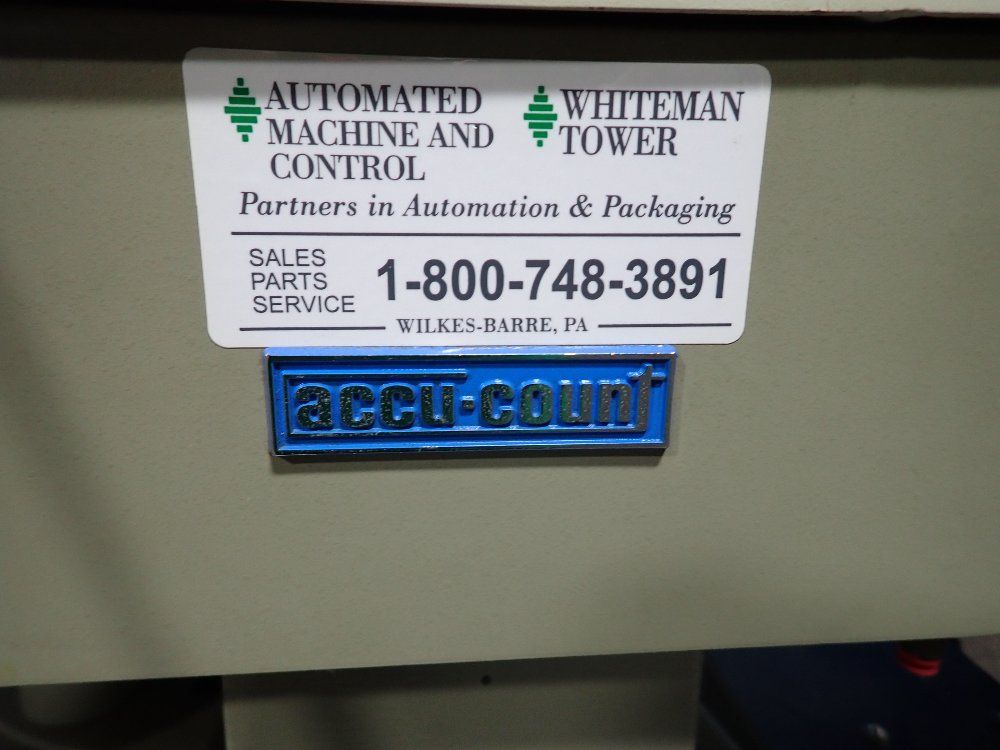 AUTOMATED
MACHINE AND
CONTROL
WHITEMAN
TOWER
Partners in Automation & Packaging
SALES
PARTS
SERVICE
1-800-748-3891
WILKES-BARRE, PA
accu-count